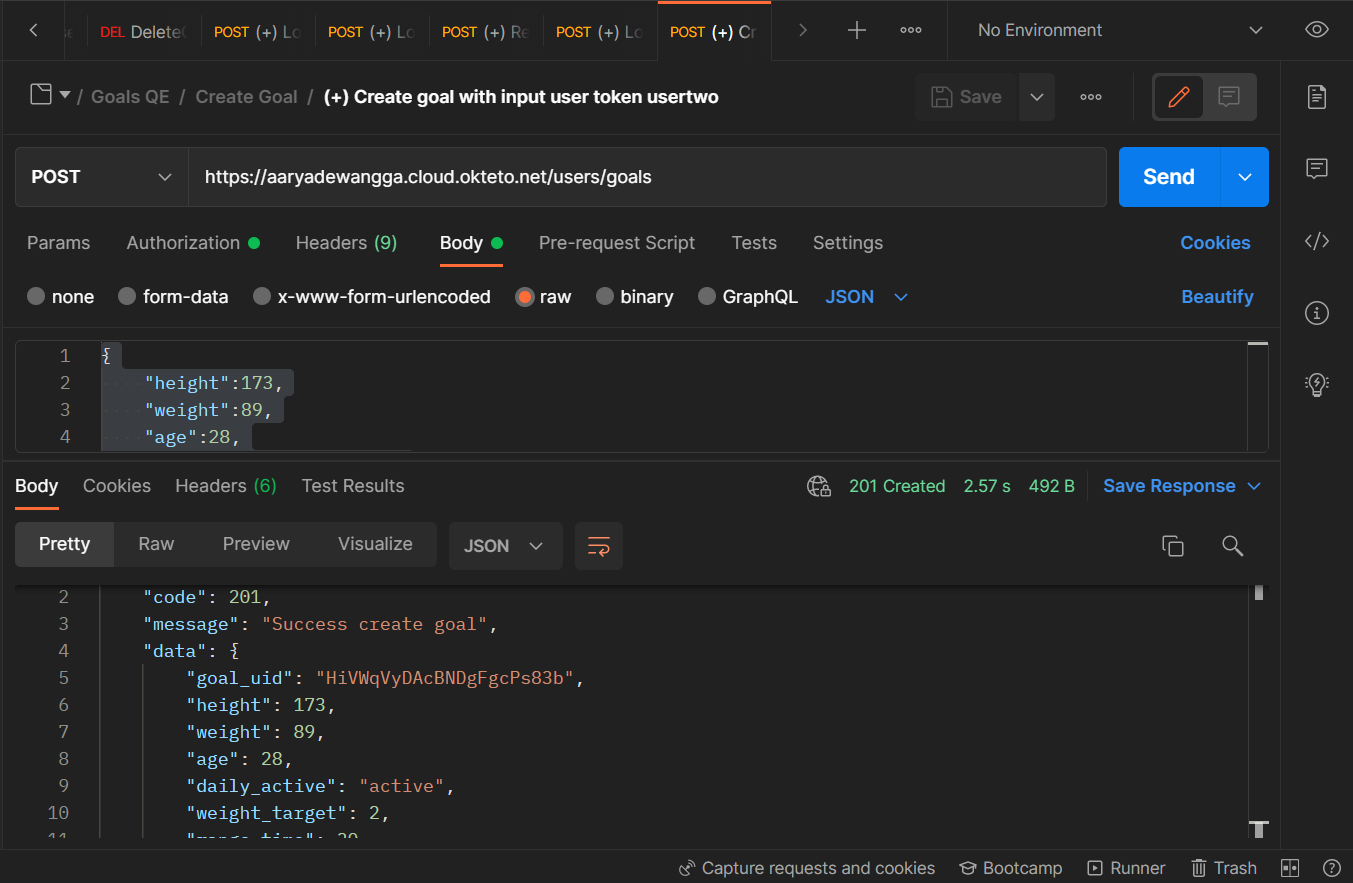 DEL Delete POST (+) Lo POST (+) Lo POST (+) Re POST (+) Lo POST (+) Cr No Environment
/ Goals QE / Create Goal / (+) Create goal with input user token usertwo Save
POST https://aaryadewangga.cloud.okteto.net/users/goals Send
Params Authorization Headers (9) Body Pre-request Script Tests Settings Cookies
none form-data x-www-form-urlencoded raw binary GraphQL JSON Beautify
1 {
2 "height":173,
3 "weight":89,
4 "age":28,
Body Cookies Headers (6) Test Results 201 Created 2.57 s 492 B Save Response
Pretty Raw Preview Visualize JSON
2 "code": 201,
3 "message": "Success create goal",
4 "data": {
5 "goal_uid": "HiVWqVyDAcBNDgFgcPs83b",
6 "height": 173,
7 "weight": 89,
8 "age": 28,
9 "daily_active": "active",
10 "weight_target": 2,
Capture requests and cookies Bootcamp Runner Trash